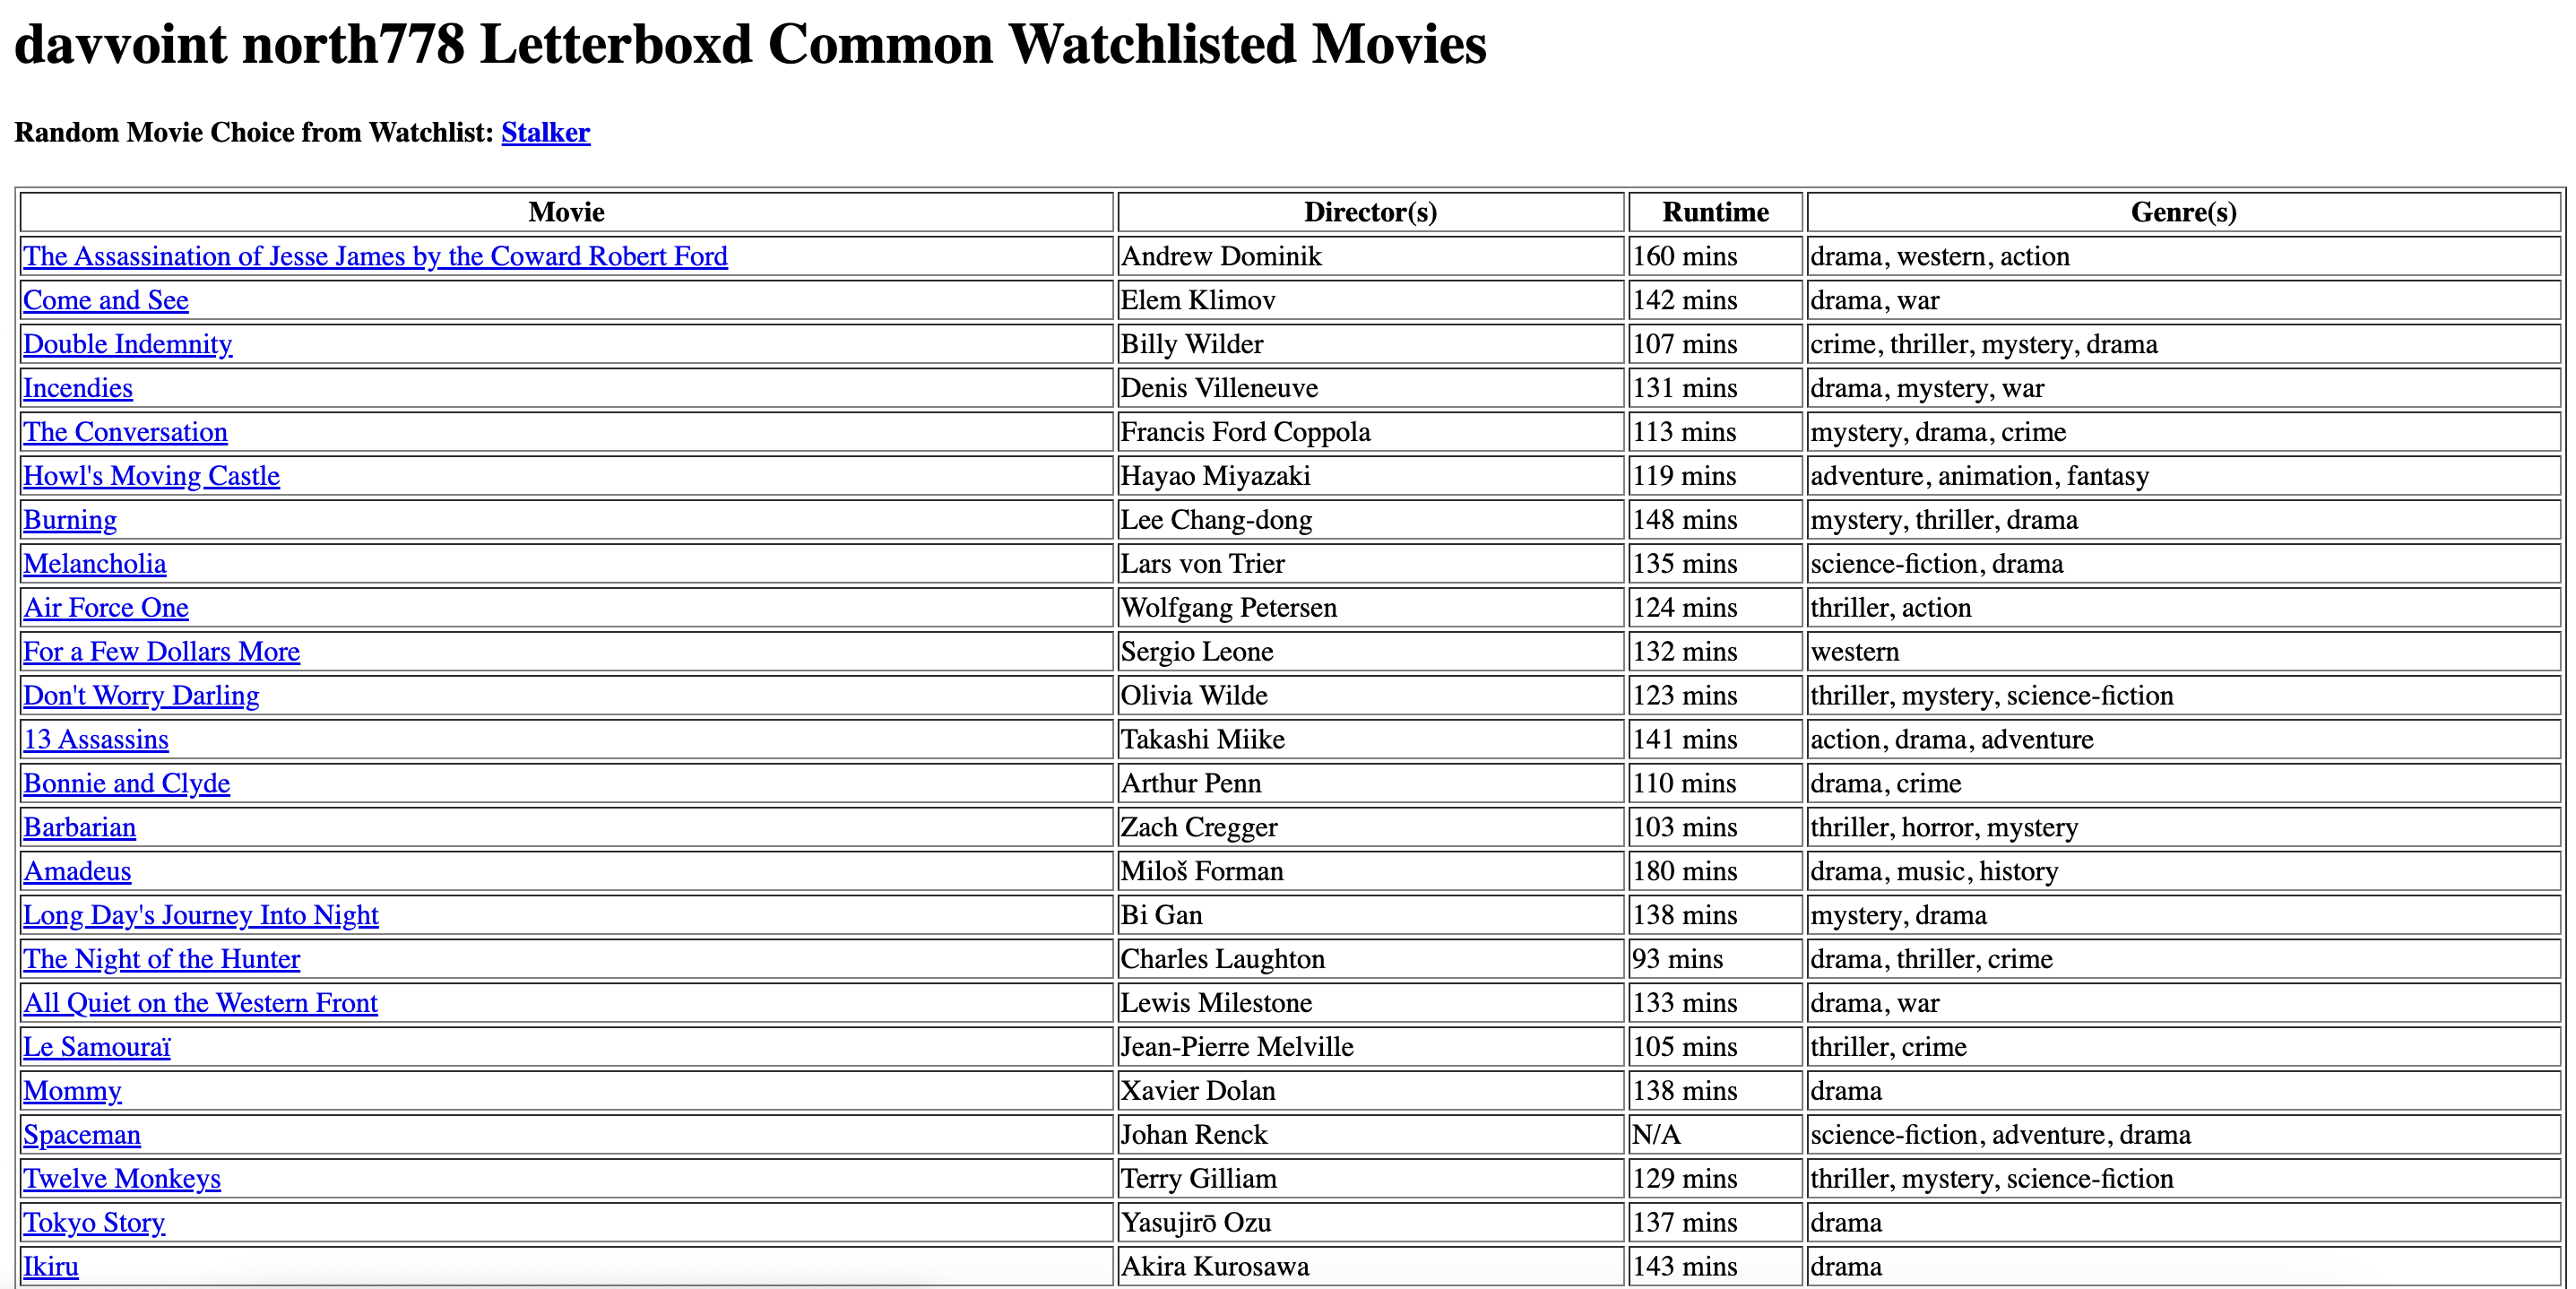 davvoint north778 Letterboxd Common Watchlisted Movies
Random Movie Choice from Watchlist: Stalker
Movie Director(s) Runtime Genre(s)
The Assassination of Jesse James by the Coward Robert Ford Andrew Dominik 160 mins drama, western, action
Come and See Elem Klimov 142 mins drama, war
Double Indemnity Billy Wilder 107 mins crime, thriller, mystery, drama
Incendies Denis Villeneuve 131 mins drama, mystery, war
The Conversation Francis Ford Coppola 113 mins mystery, drama, crime
Howl's Moving Castle Hayao Miyazaki 119 mins adventure, animation, fantasy
Burning Lee Chang-dong 148 mins mystery, thriller, drama
Melancholia Lars von Trier 135 mins science-fiction, drama
Air Force One Wolfgang Petersen 124 mins thriller, action
For a Few Dollars More Sergio Leone 132 mins western
Don't Worry Darling Olivia Wilde 123 mins thriller, mystery, science-fiction
13 Assassins Takashi Miike 141 mins action, drama, adventure
Bonnie and Clyde Arthur Penn 110 mins drama, crime
Barbarian Zach Cregger 103 mins thriller, horror, mystery
Amadeus Miloš Forman 180 mins drama, music, history
Long Day's Journey Into Night Bi Gan 138 mins mystery, drama
The Night of the Hunter Charles Laughton 93 mins drama, thriller, crime
All Quiet on the Western Front Lewis Milestone 133 mins drama, war
Le Samouraï Jean-Pierre Melville 105 mins thriller, crime
Mommy Xavier Dolan 138 mins drama
Spaceman Johan Renck N/A science-fiction, adventure, drama
Twelve Monkeys Terry Gilliam 129 mins thriller, mystery, science-fiction
Tokyo Story Yasujirō Ozu 137 mins drama
Ikiru Akira Kurosawa 143 mins drama